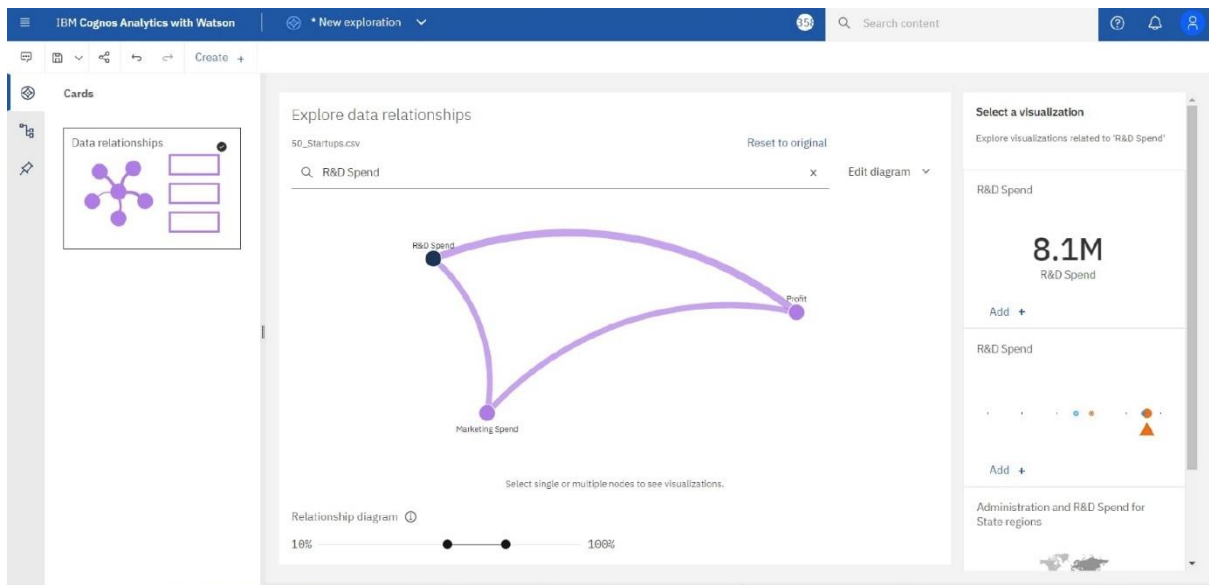 IBM Cognos Analytics with Watson
* New exploration
Search content
Create +
Cards
Data relationships
Explore data relationships
50_Startups.csv
Reset to original
R&D Spend
x
Edit diagram
R&D Spend
Profit
Marketing Spend
Select single or multiple nodes to see visualizations.
Relationship diagram
10%
100%
Select a visualization
Explore visualizations related to 'R&D Spend'
R&D Spend
8.1M
R&D Spend
Add +
R&D Spend
Add +
Administration and R&D Spend for
State regions